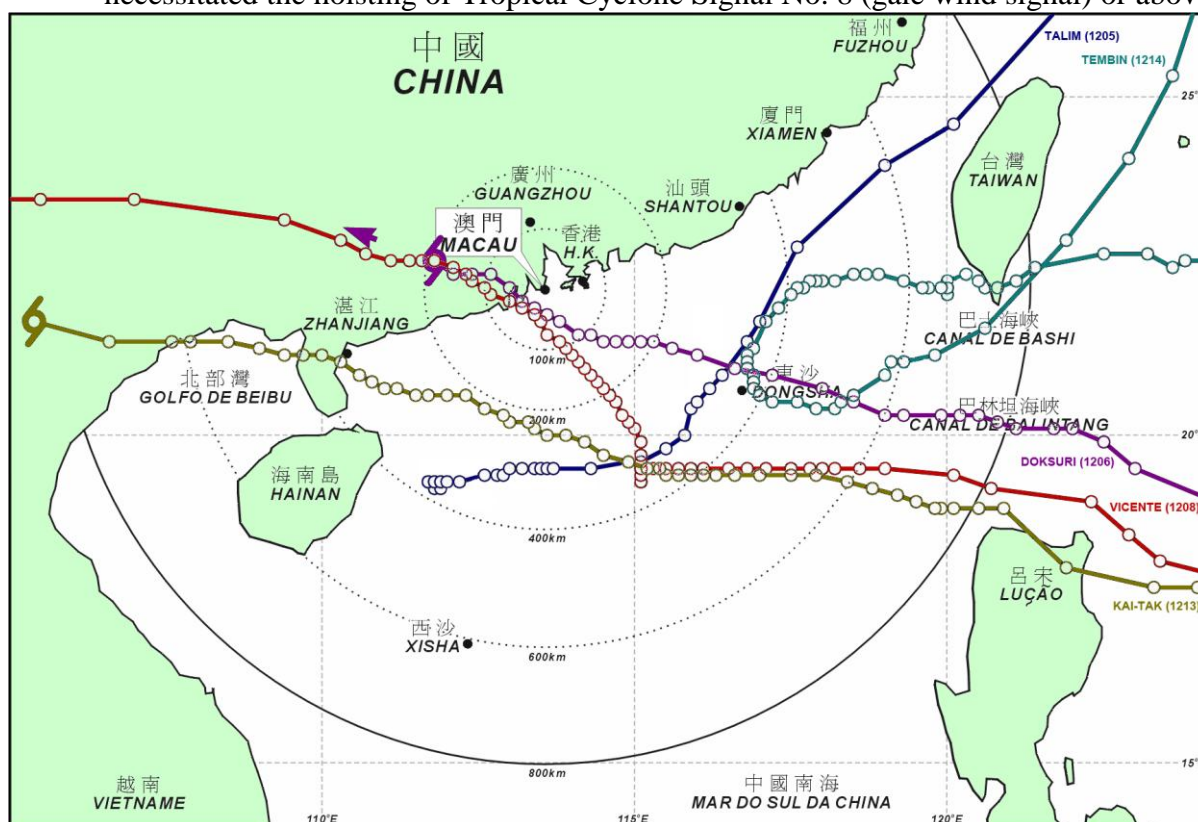 necessitated the hoisting of Tropical Cyclone Signal No. 8 (gale wind signal) or abov
中國
CHINA
福州
FUZHOU
TALIM (1205)
TEMBIN (1214)
25°
廈門
XIAMEN
台灣
TAIWAN
廣州
GUANGZHOU
汕頭
SHANTOU
澳門
MACAU
香港
H.K.
湛江
ZHANJIANG
巴士海峽
CANAL DE BASHI
100km
北部灣
GOLFO DE BEIBU
東沙
DONGSHA
巴林坦海峽
CANAL DE BALINTANG
200km
20°
海南島
HAINAN
DOKSURI (1206)
VICENTE (1208)
400km
呂宋
LUÇÃO
KAI-TAK (1213)
西沙
XISHA
600km
800km
15°
越南
VIETNAME
中國南海
MAR DO SUL DA CHINA
110°E
115°E
120°E